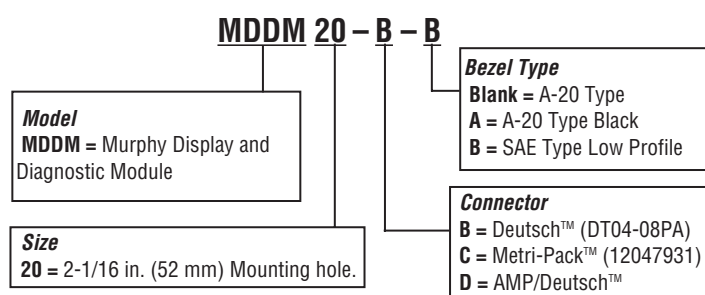 MDDM 20 – B – B
Model
MDDM = Murphy Display and
Diagnostic Module
Size
20 = 2-1/16 in. (52 mm) Mounting hole.
Bezel Type
Blank = A-20 Type
A = A-20 Type Black
B = SAE Type Low Profile
Connector
B = Deutsch™ (DT04-08PA)
C = Metri-Pack™ (12047931)
D = AMP/Deutsch™